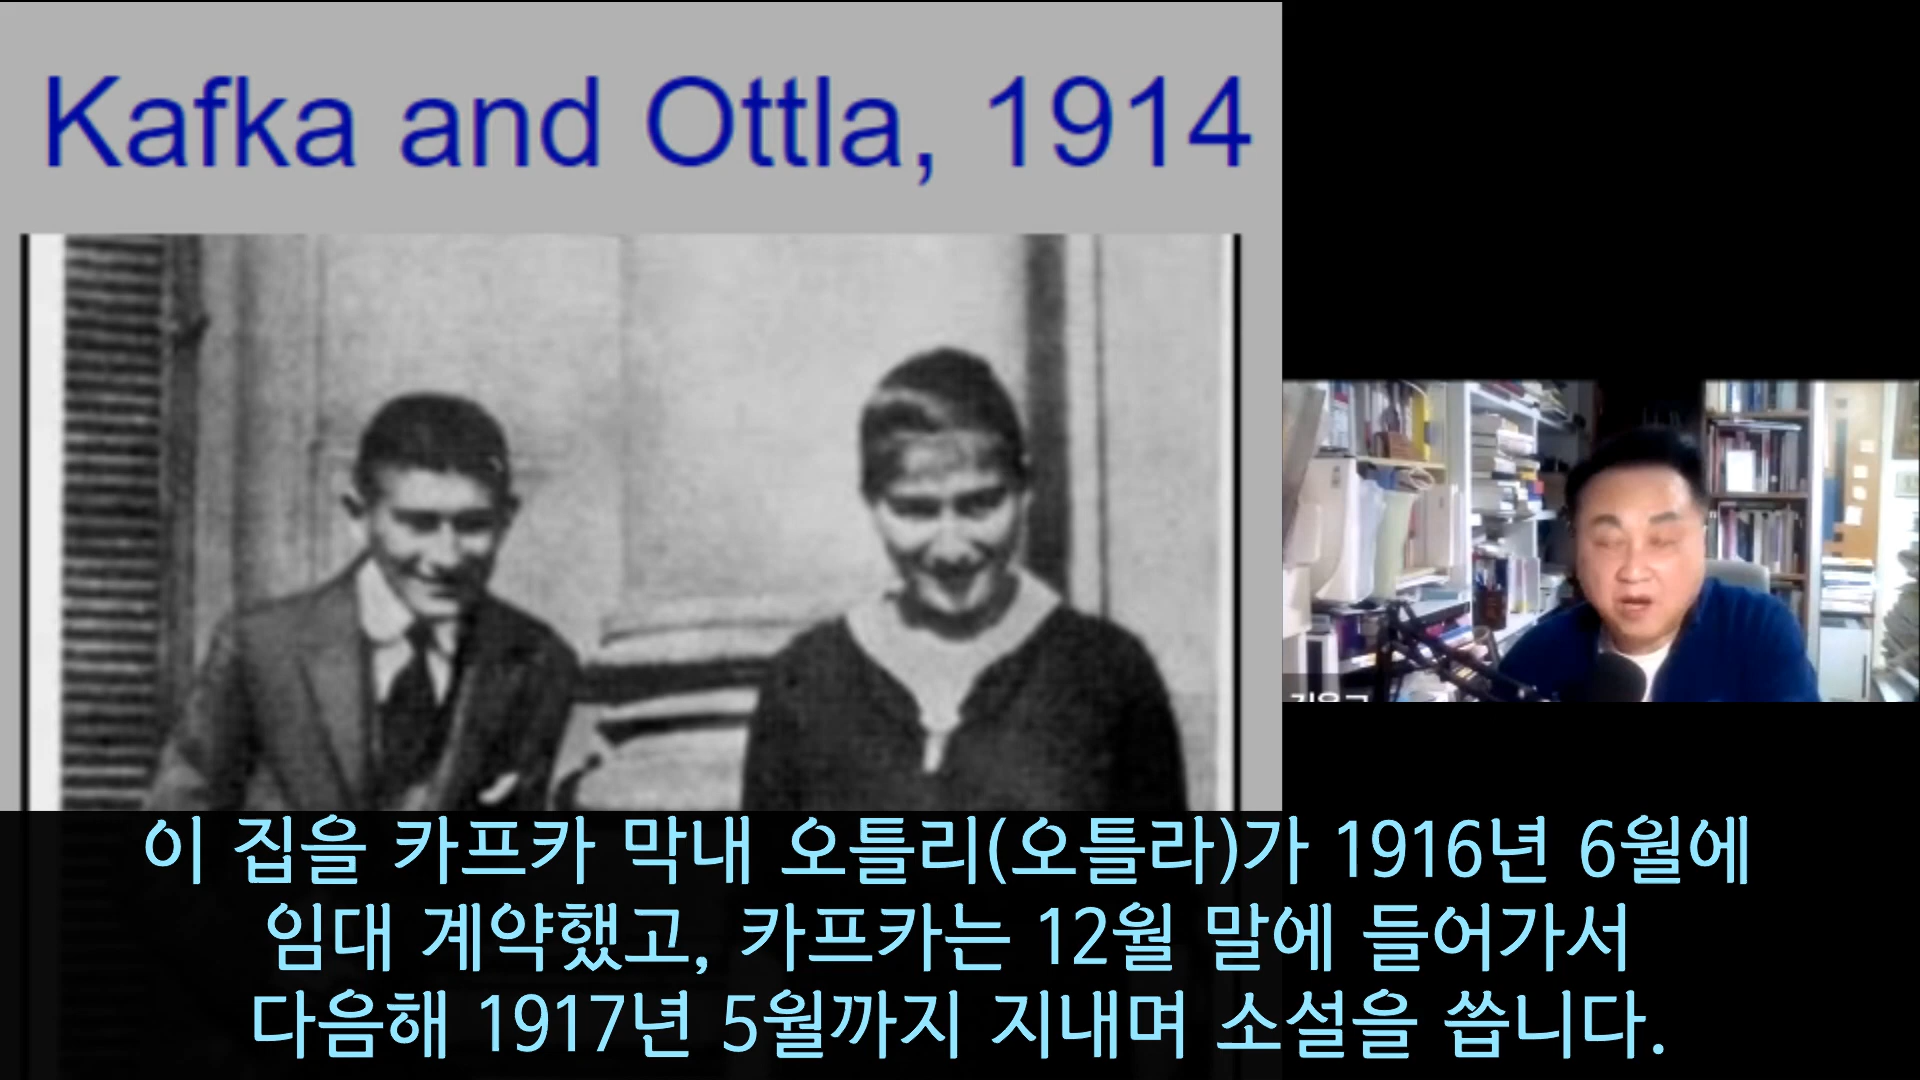 Kafka and Ottla, 1914
이 집을 카프카 막내 오틀리(오틀라)가 1916년 6월에
임대 계약했고, 카프카는 12월 말에 들어가서
다음해 1917년 5월까지 지내며 소설을 씁니다.